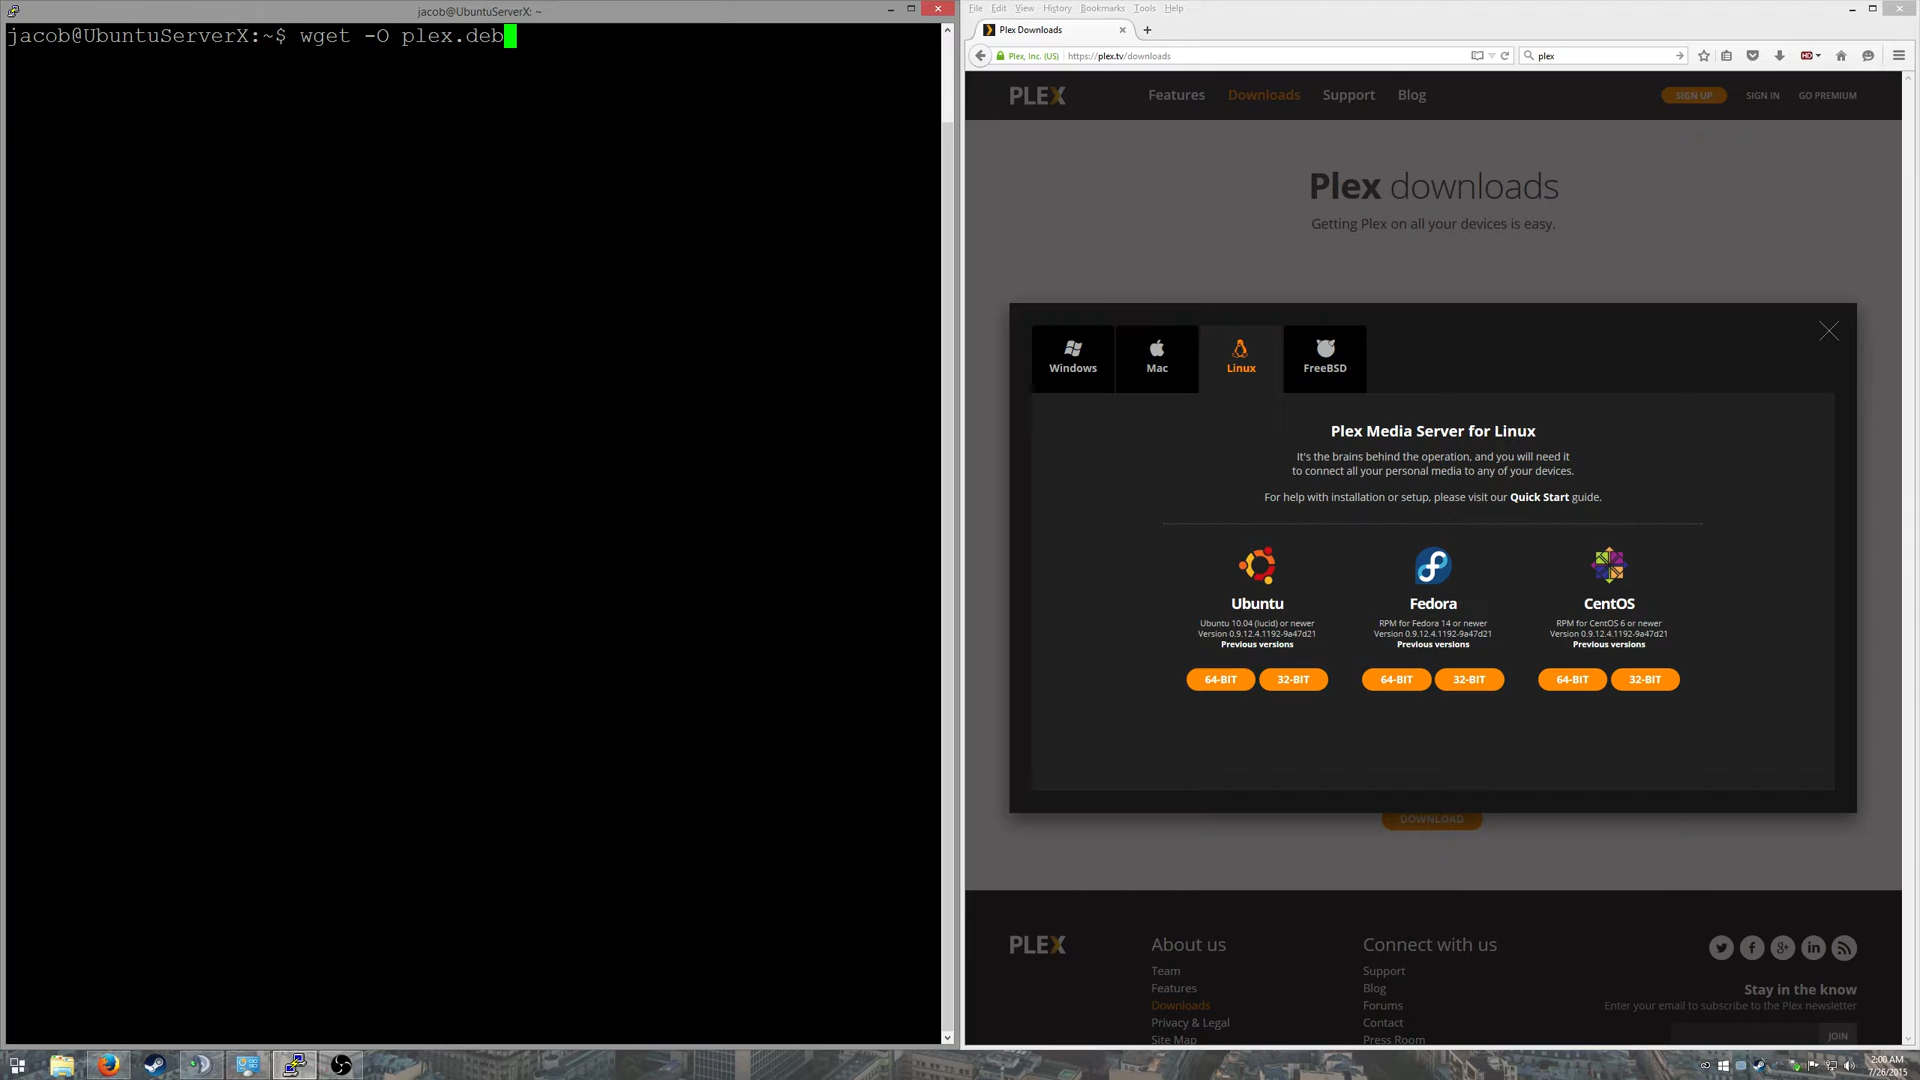 jacob@UbuntuServerX: ~
jacob@UbuntuServerX:~$ wget -O plex.deb
File Edit View History Bookmarks Tools Help
Plex Downloads
Plex, Inc. (US) https://plex.tv/downloads
plex
PLEX
Features Downloads Support Blog
SIGN UP SIGN IN GO PREMIUM
Plex downloads
Getting Plex on all your devices is easy.
Windows
Mac
Linux
FreeBSD
Plex Media Server for Linux
It's the brains behind the operation, and you will need it
to connect all your personal media to any of your devices.
For help with installation or setup, please visit our Quick Start guide.
Ubuntu
Ubuntu 10.04 (lucid) or newer
Version 0.9.12.4.1192-9a47d21
Previous versions
64-BIT 32-BIT
Fedora
RPM for Fedora 14 or newer
Version 0.9.12.4.1192-9a47d21
Previous versions
64-BIT 32-BIT
CentOS
RPM for CentOS 6 or newer
Version 0.9.12.4.1192-9a47d21
Previous versions
64-BIT 32-BIT
DOWNLOAD
PLEX
About us
Team
Features
Downloads
Privacy & Legal
Site Map
Connect with us
Support
Blog
Forums
Contact
Press Room
Stay in the know
Enter your email to subscribe to the Plex newsletter
JOIN
2:00 AM
7/26/2015